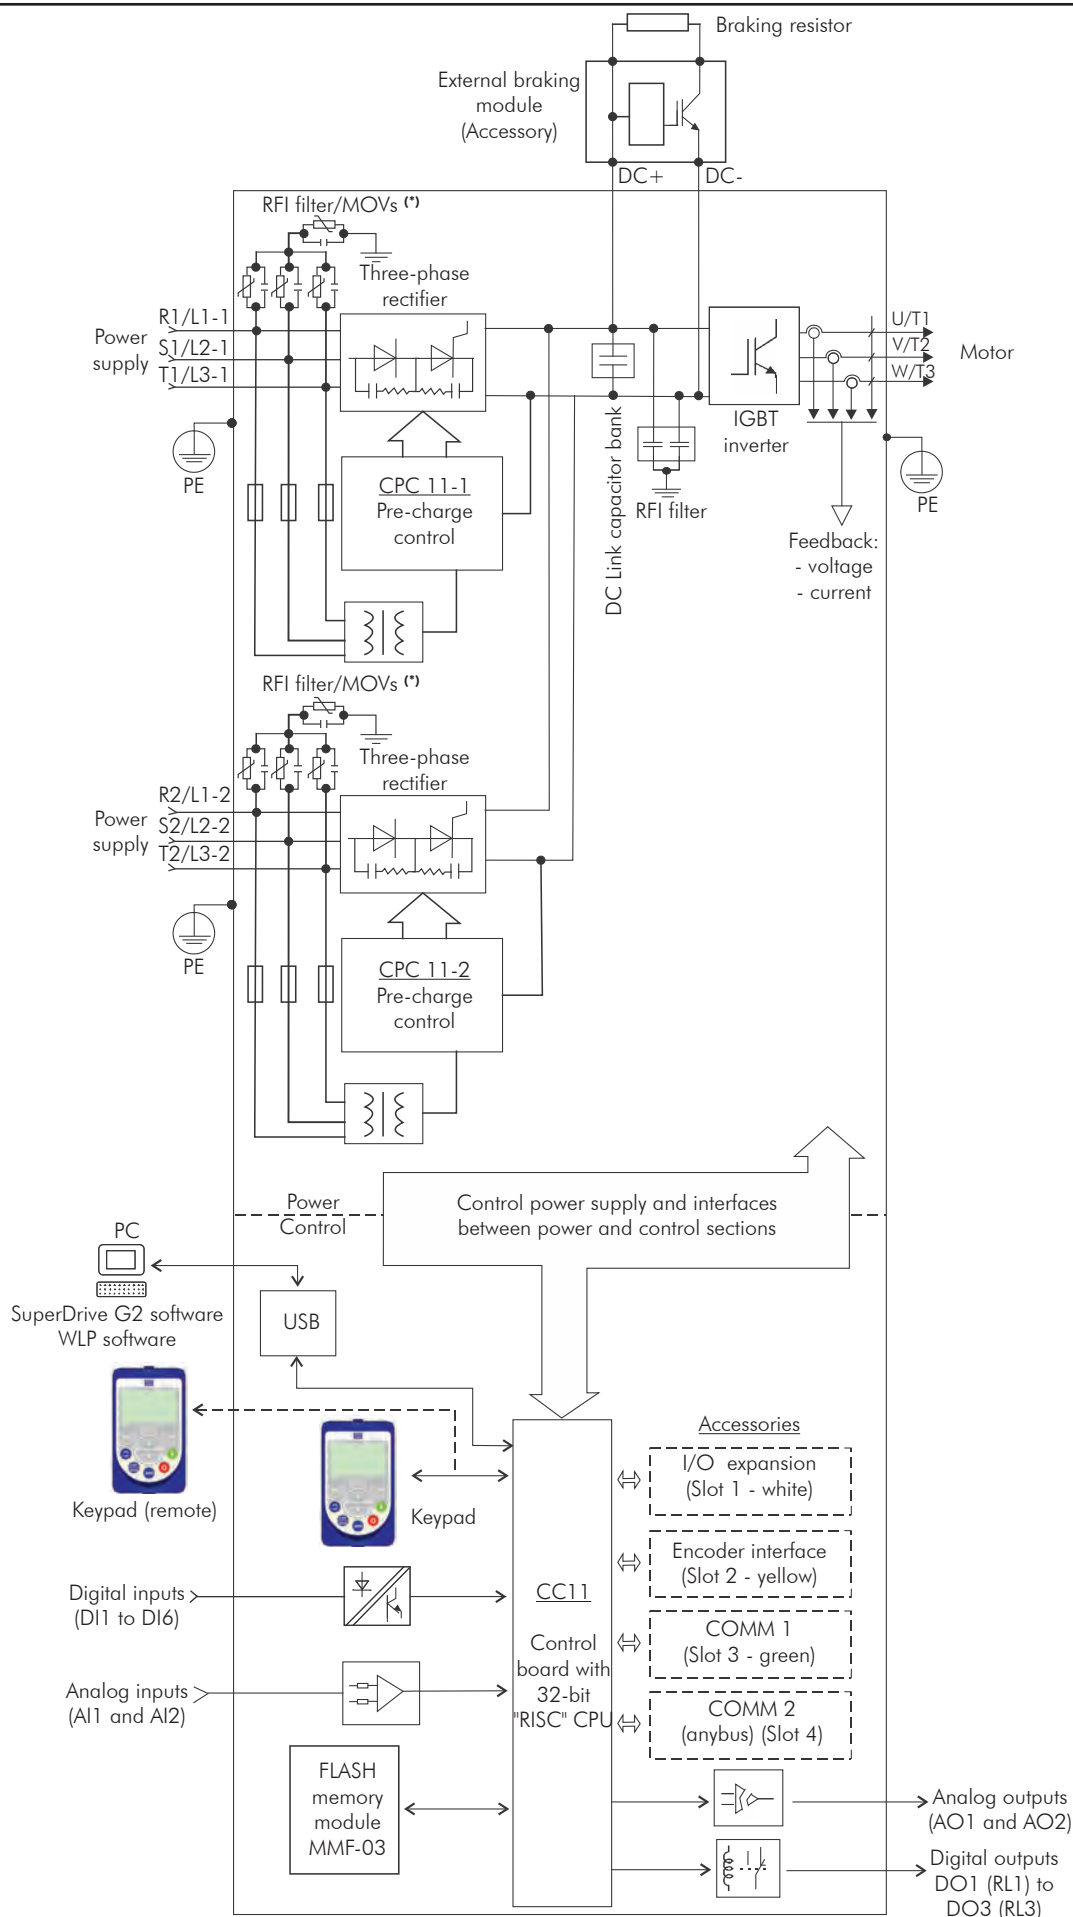 Braking resistor
External braking
module
(Accessory)
DC+
DC-
RFI filter/MOVs (*)
Three-phase
rectifier
R1/L1-1
Power
supply
S1/L2-1
T1/L3-1
PE
CPC 11-1
Pre-charge
control
DC Link capacitor bank
RFI filter
IGBT
inverter
U/T1
V/T2
W/T3
Motor
PE
Feedback:
- voltage
- current
RFI filter/MOVs (*)
Three-phase
rectifier
R2/L1-2
Power
supply
S2/L2-2
T2/L3-2
PE
CPC 11-2
Pre-charge
control
Power
Control
Control power supply and interfaces
between power and control sections
PC
SuperDrive G2 software
WLP software
USB
Keypad (remote)
Keypad
Digital inputs
(DI1 to DI6)
Analog inputs
(AI1 and AI2)
FLASH
memory
module
MMF-03
CC11
Control
board with
32-bit
"RISC" CPU
Accessories
I/O expansion
(Slot 1 - white)
Encoder interface
(Slot 2 - yellow)
COMM 1
(Slot 3 - green)
COMM 2
(anybus) (Slot 4)
Analog outputs
(AO1 and AO2)
Digital outputs
DO1 (RL1) to
DO3 (RL3)